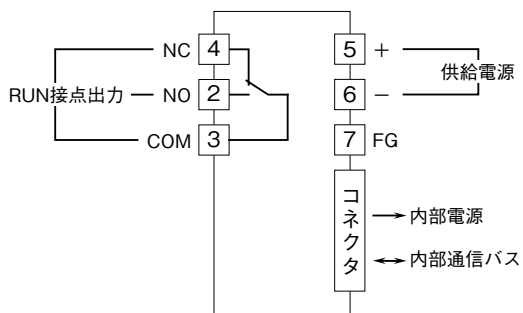 NC 4
RUN接点出力 NO 2
COM 3
5 +
供給電源
6 −
7 FG
コネクタ
内部電源
内部通信バス